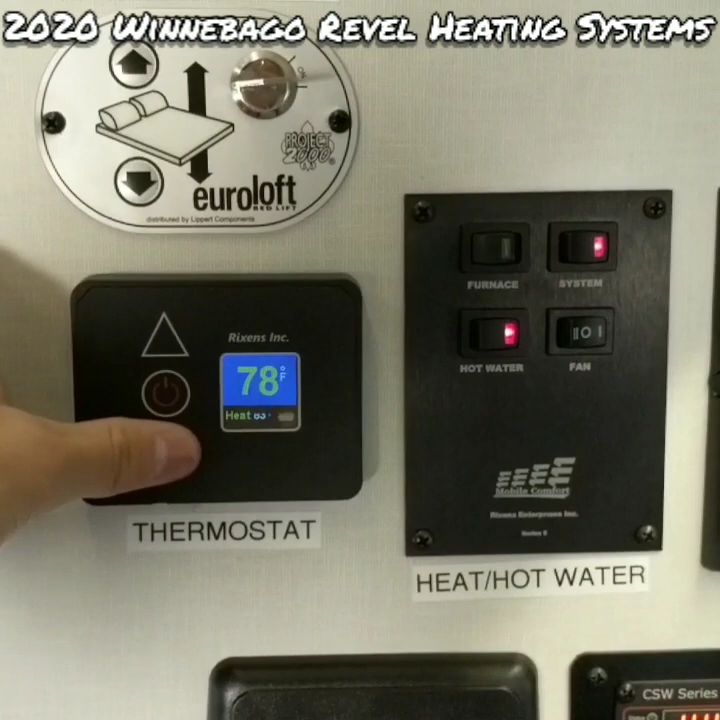 2020 Winnebago Revel Heating Systems
ON
PROJECT
2000
euroloft
BED LIFT
distributed by Lippert Components
FURNACE
SYSTEM
HOT WATER
FAN
Rixens Inc.
78°F
Heat
Mobile Comfort
Rixens Enterprises Inc.
THERMOSTAT
HEAT/HOT WATER
CSW Series